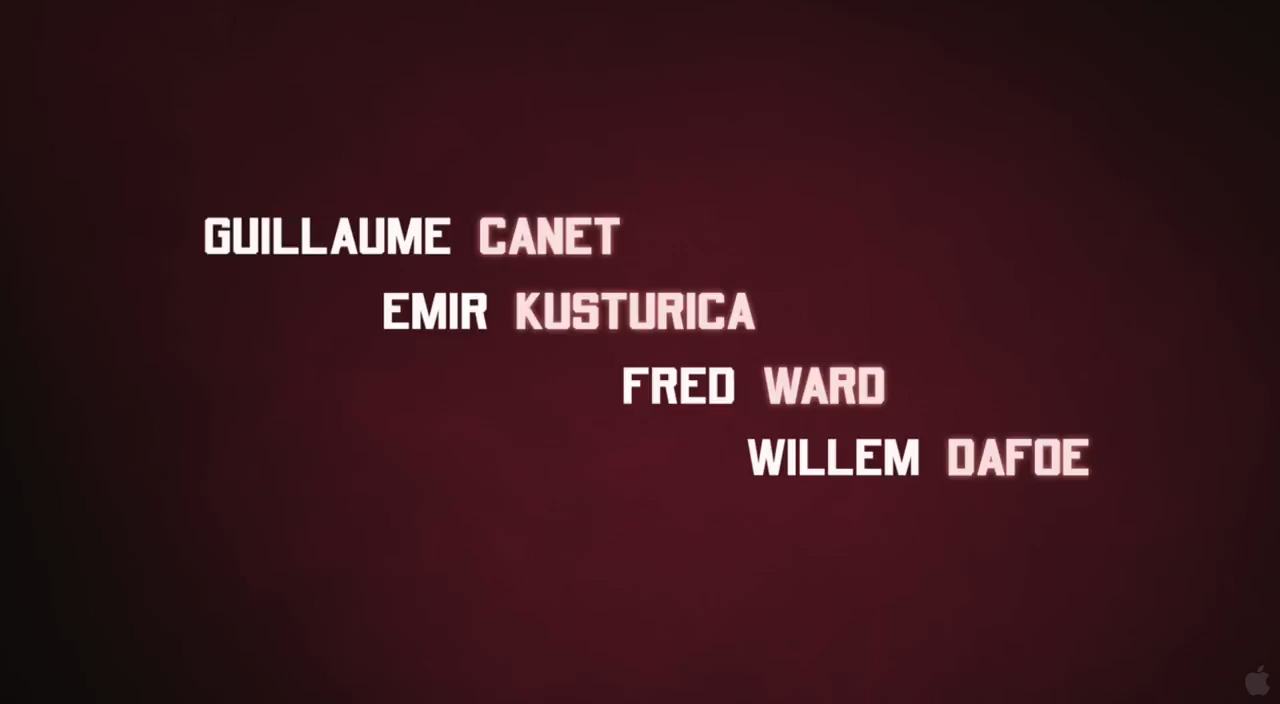 GUILLAUME CANET
EMIR KUSTURICA
FRED WARD
WILLEM DAFOE